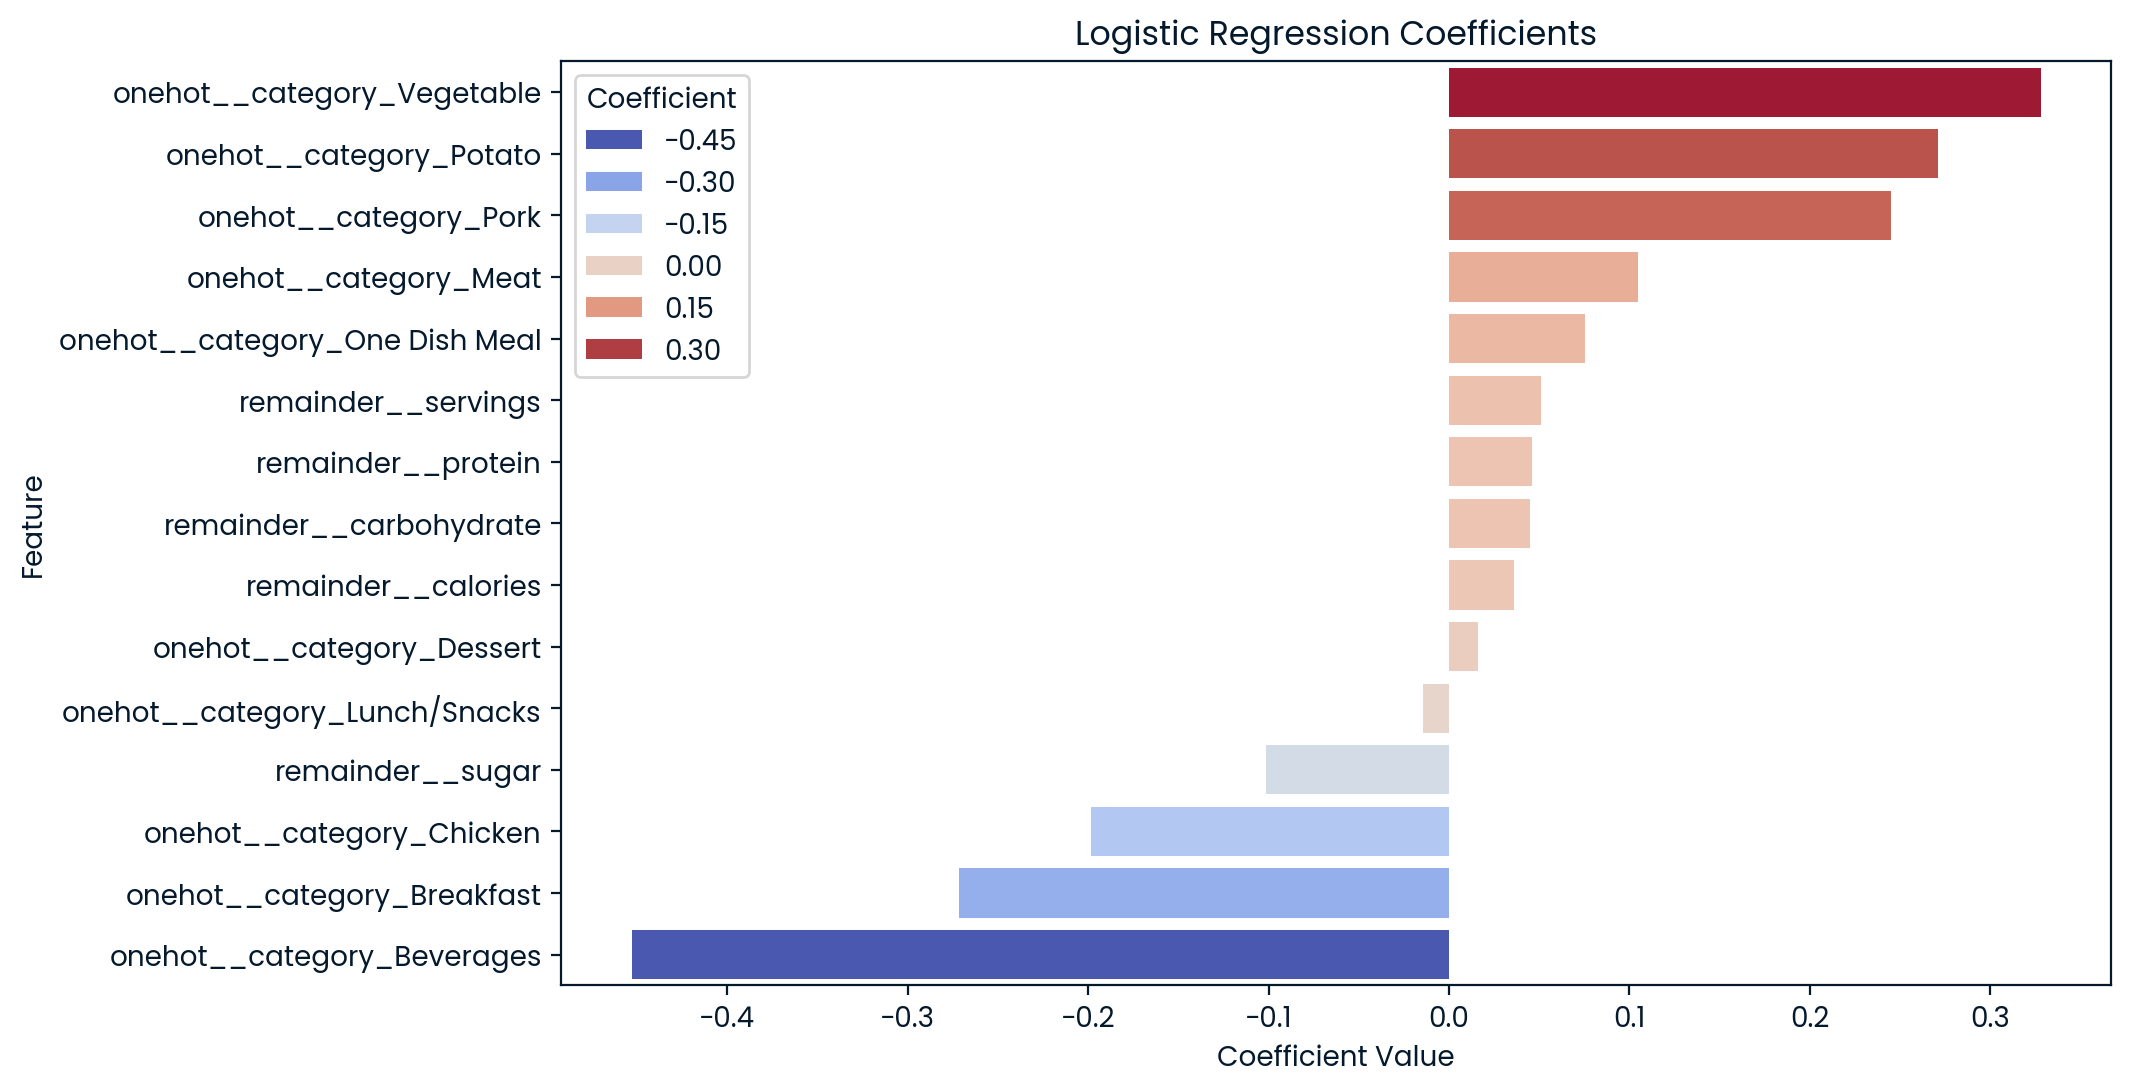 Logistic Regression Coefficients
onehot__category_Vegetable
onehot__category_Potato
onehot__category_Pork
onehot__category_Meat
onehot__category_One Dish Meal
remainder__servings
remainder__protein
remainder__carbohydrate
remainder__calories
onehot__category_Dessert
onehot__category_Lunch/Snacks
remainder__sugar
onehot__category_Chicken
onehot__category_Breakfast
onehot__category_Beverages
Feature
Coefficient
-0.45
-0.30
-0.15
0.00
0.15
0.30
-0.4 -0.3 -0.2 -0.1 0.0 0.1 0.2 0.3
Coefficient Value